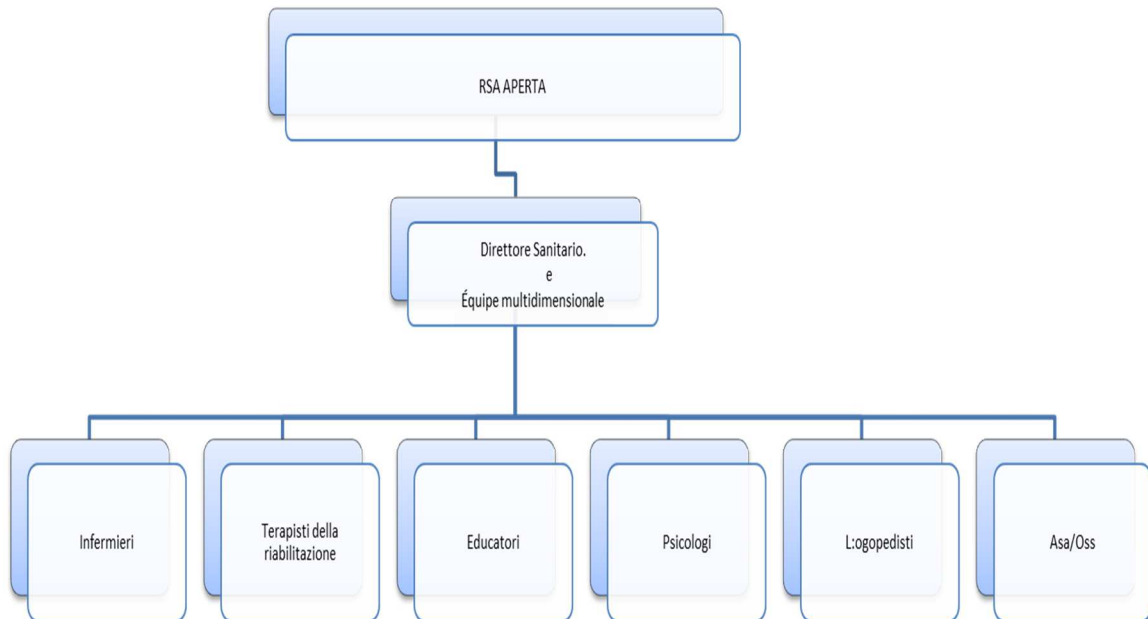 RSA APERTA
Direttore Sanitario.
e
Équipe multidimensionale
Infermieri
Terapisti della
riabilitazione
Educatori
Psicologi
L:ogopedisti
Asa/Oss